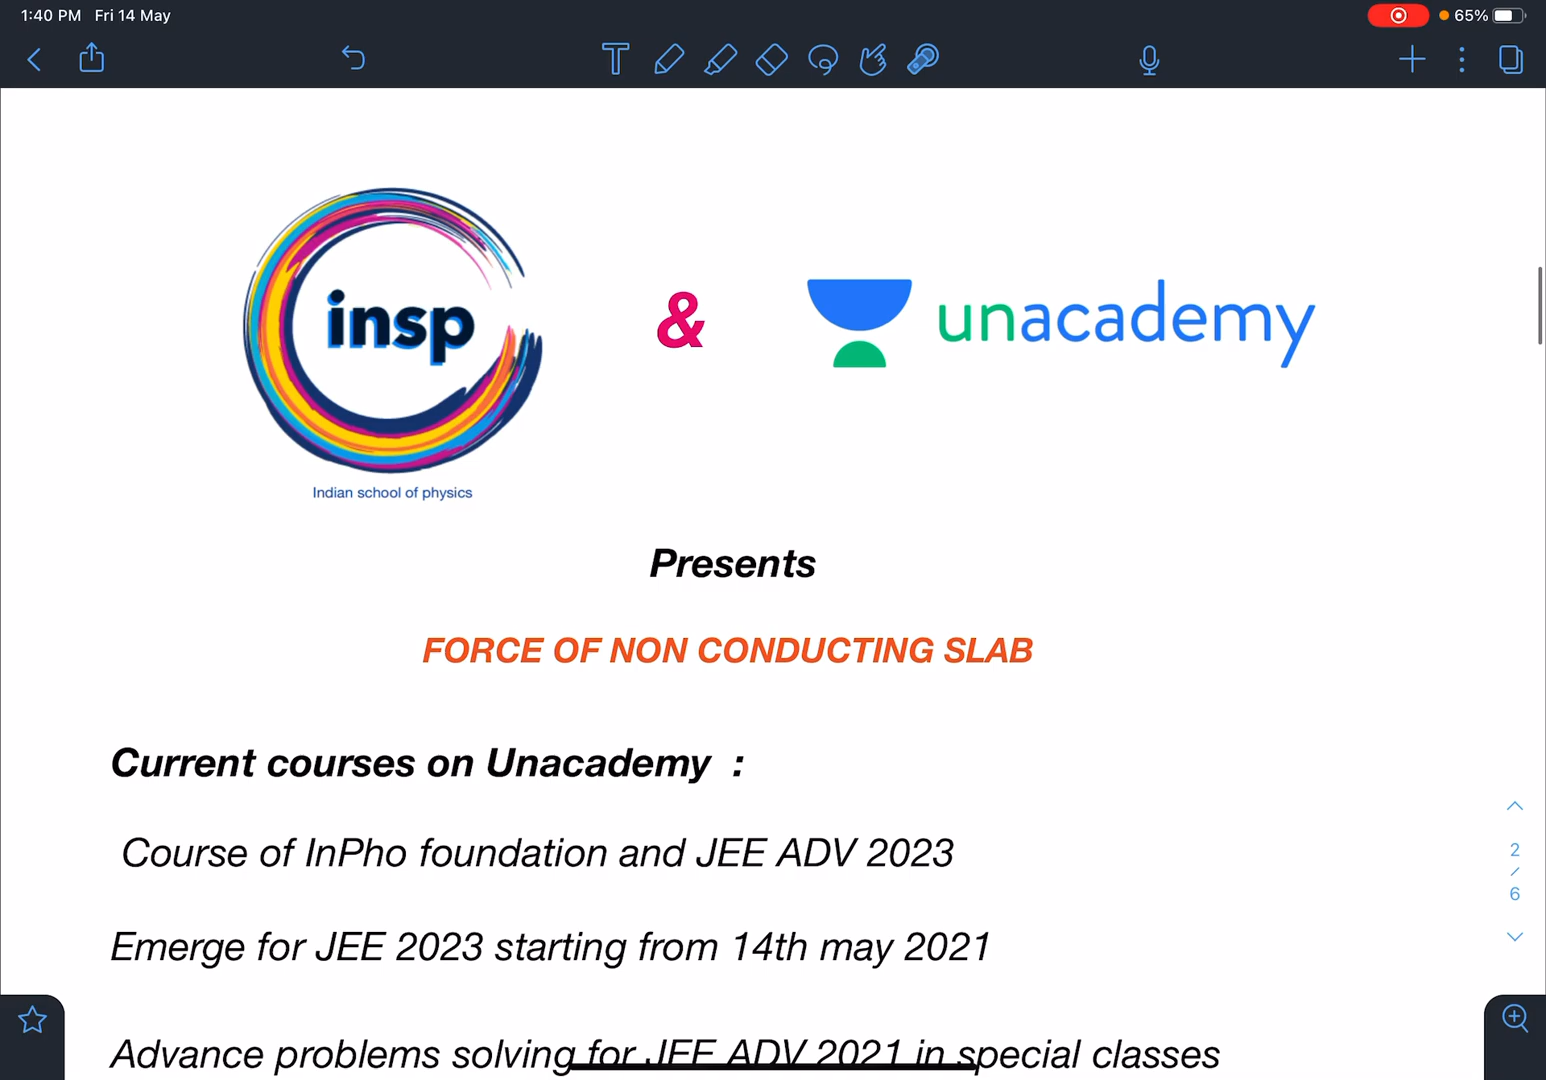 1:40 PM Fri 14 May
65%
insp
&
unacademy
Indian school of physics
Presents
FORCE OF NON CONDUCTING SLAB
Current courses on Unacademy :
Course of InPho foundation and JEE ADV 2023
2
/
6
Emerge for JEE 2023 starting from 14th may 2021
Advance problems solving for JEE ADV 2021 in special classes